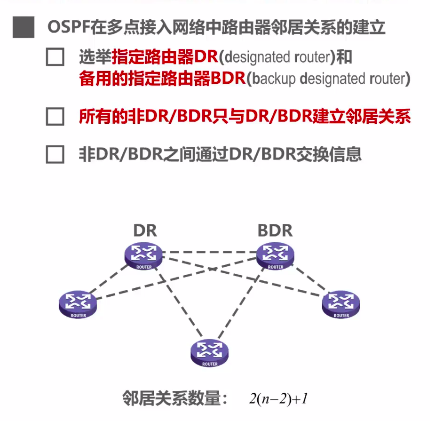 OSPF在多点接入网络中路由器邻居关系的建立
选举指定路由器DR(designated router)和
备用的指定路由器BDR(backup designated router)
所有的非DR/BDR只与DR/BDR建立邻居关系
非DR/BDR之间通过DR/BDR交换信息
DR BDR
ROUTER ROUTER
ROUTER ROUTER
ROUTER
邻居关系数量： 2(n−2)+1